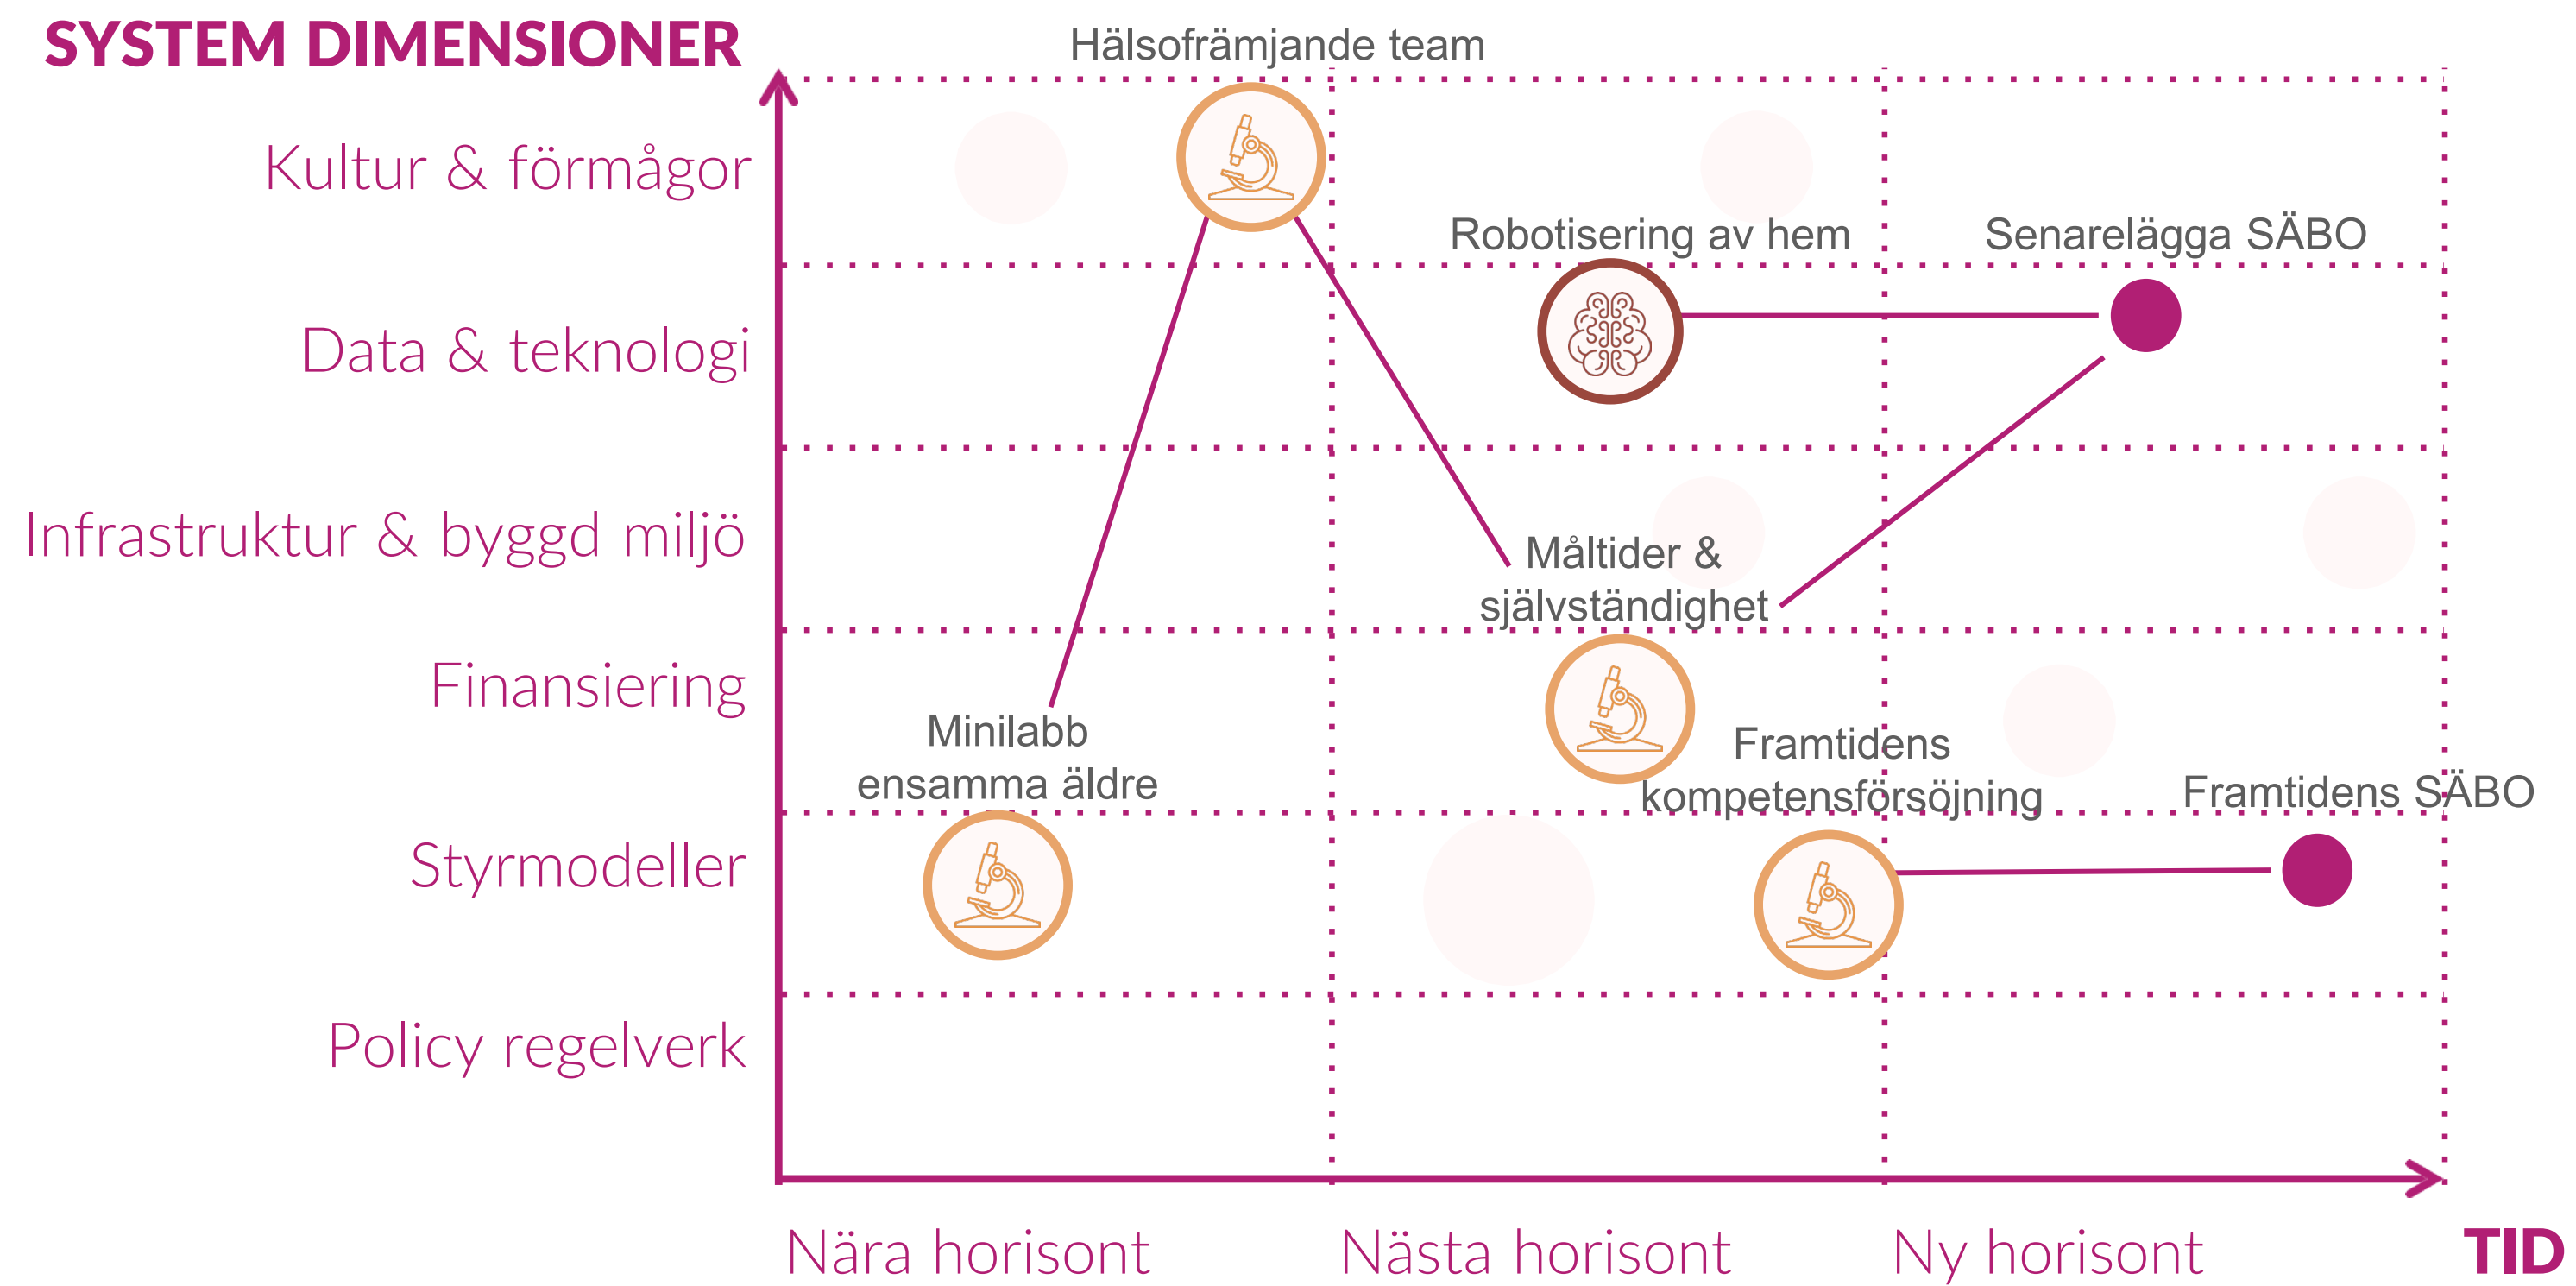 SYSTEM DIMENSIONER
Hälsofrämjande team
Kultur & förmågor
Robotisering av hem
Senarelägga SÄBO
Data & teknologi
Infrastruktur & byggd miljö
Måltider &
självständighet
Finansiering
Minilabb
ensamma äldre
Framtidens
kompetensförsöjning
Framtidens SÄBO
Styrmodeller
Policy regelverk
Nära horisont
Nästa horisont
Ny horisont
TID